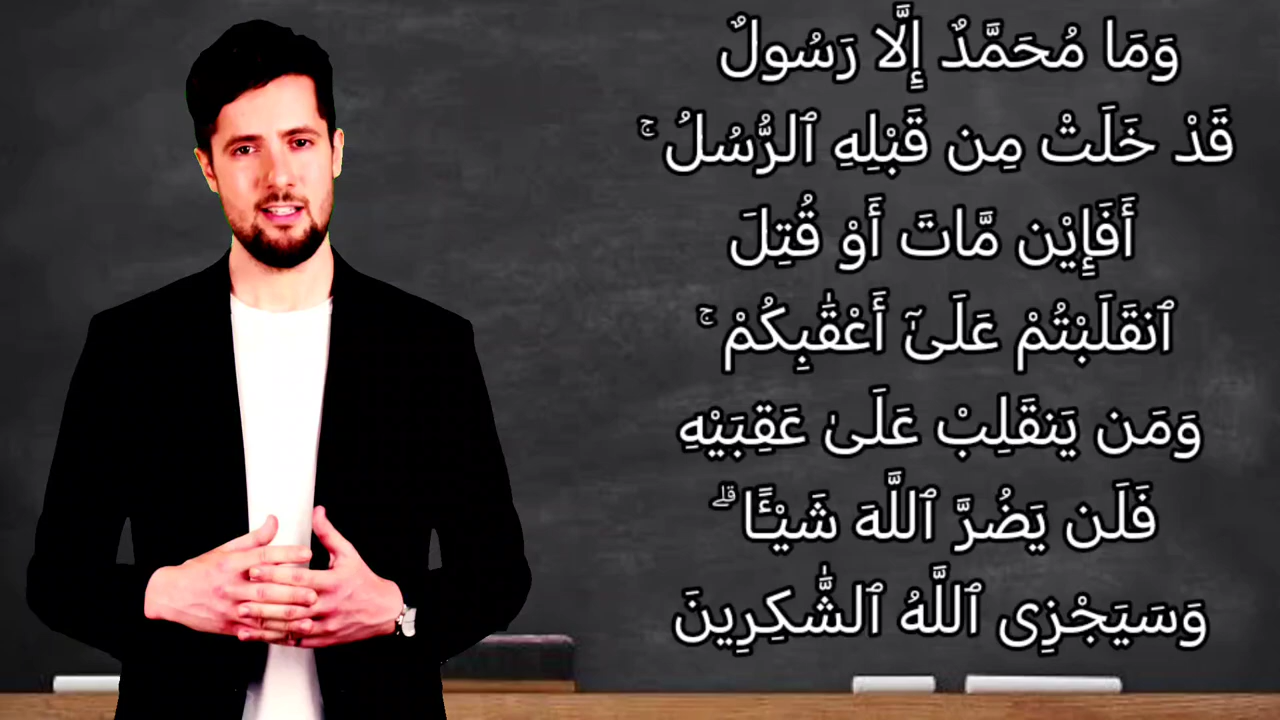 وَمَا مُحَمَّدٌ إِلَّا رَسُولٌ
قَدْ خَلَتْ مِن قَبْلِهِ ٱلرُّسُلُ ۚ
أَفَإِي۟ن مَّاتَ أَوْ قُتِلَ
ٱنقَلَبْتُمْ عَلَىٰٓ أَعْقَٰبِكُمْ ۚ
وَمَن يَنقَلِبْ عَلَىٰ عَقِبَيْهِ
فَلَن يَضُرَّ ٱللَّهَ شَيْـًٔا ۗ
وَسَيَجْزِى ٱللَّهُ ٱلشَّٰكِرِينَ